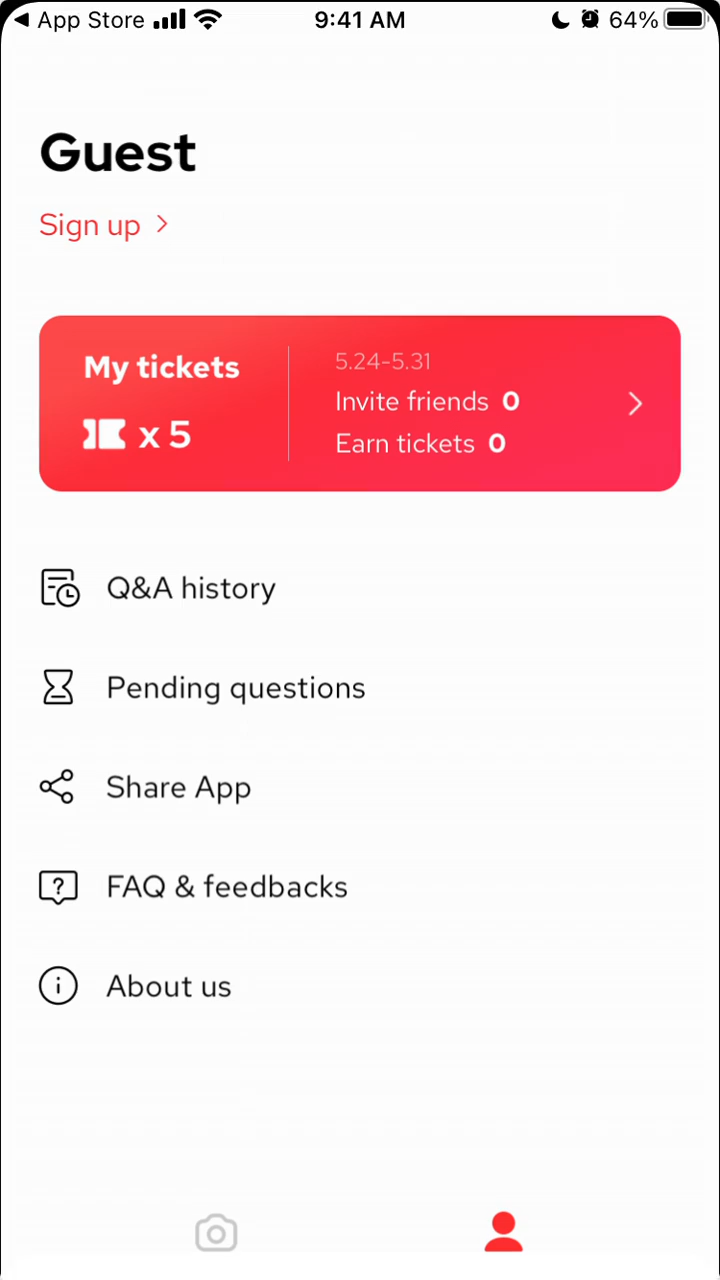 App Store
9:41 AM
64%
Guest
Sign up
My tickets
x 5
5.24-5.31
Invite friends 0
Earn tickets 0
Q&A history
Pending questions
Share App
FAQ & feedbacks
About us